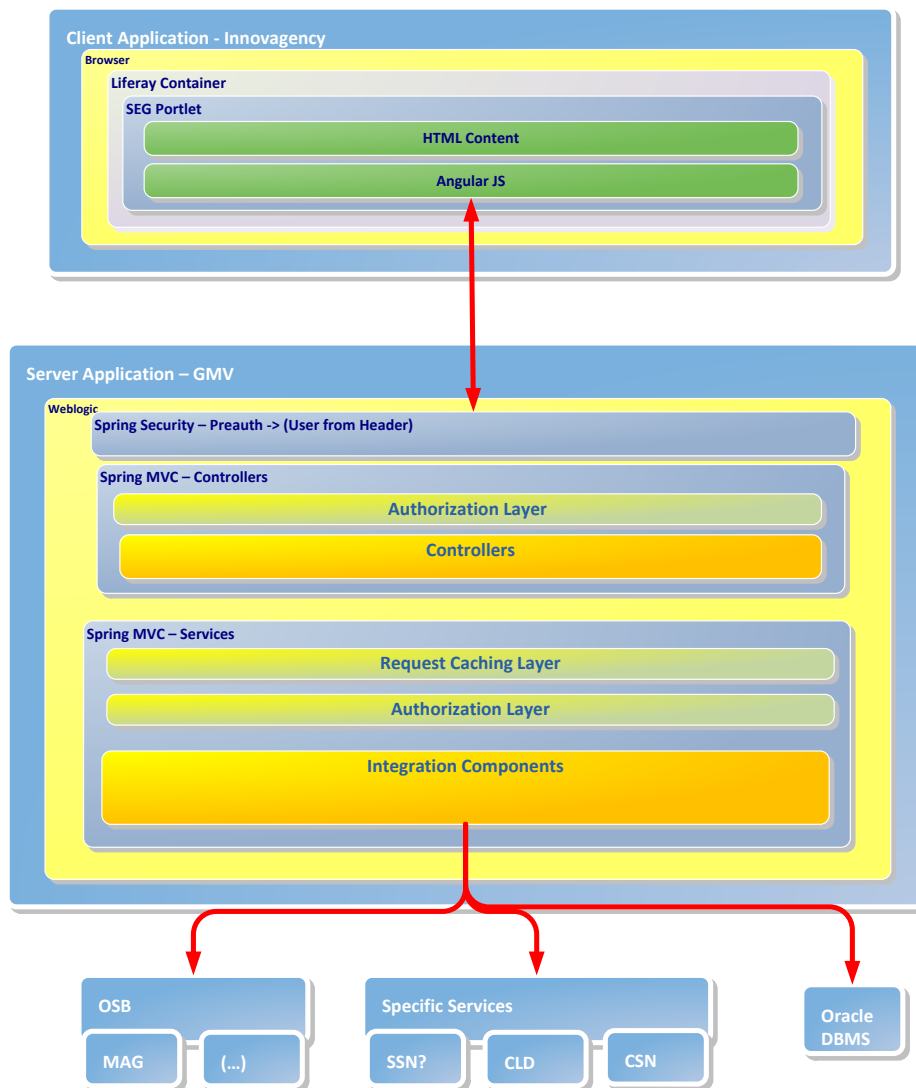 Client Application - Innovagency
Browser
Liferay Container
SEG Portlet
HTML Content
Angular JS
Server Application – GMV
Weblogic
Spring Security – Preauth -> (User from Header)
Spring MVC – Controllers
Authorization Layer
Controllers
Spring MVC – Services
Request Caching Layer
Authorization Layer
Integration Components
OSB
MAG
(...)
Specific Services
SSN?
CLD
CSN
Oracle
DBMS